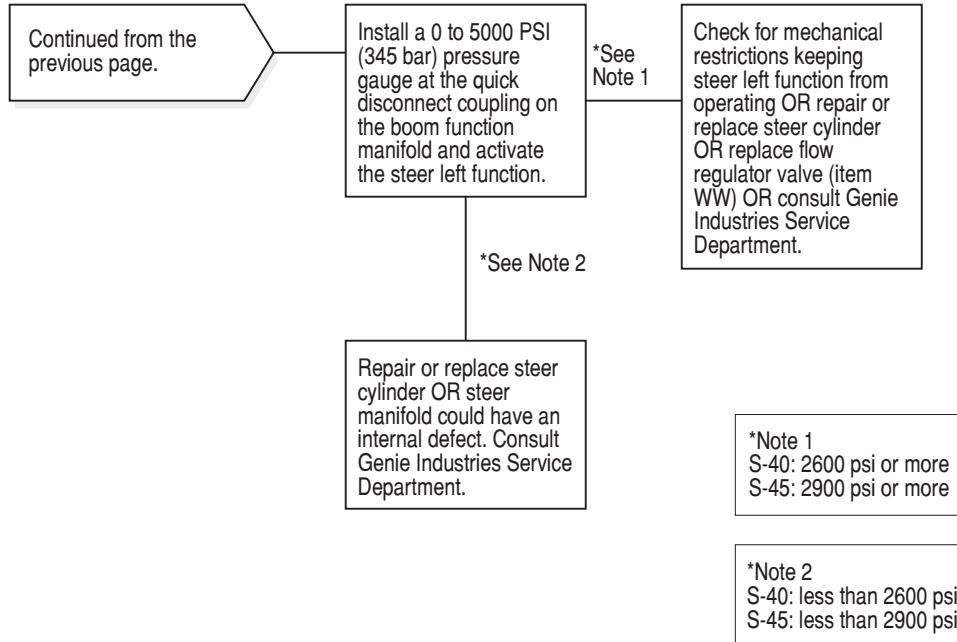 Continued from the
previous page.
Install a 0 to 5000 PSI
(345 bar) pressure
gauge at the quick
disconnect coupling on
the boom function
manifold and activate
the steer left function.
*See
Note 1
Check for mechanical
restrictions keeping
steer left function from
operating OR repair or
replace steer cylinder
OR replace flow
regulator valve (item
WW) OR consult Genie
Industries Service
Department.
*See Note 2
Repair or replace steer
cylinder OR steer
manifold could have an
internal defect. Consult
Genie Industries Service
Department.
*Note 1
S-40: 2600 psi or more
S-45: 2900 psi or more
*Note 2
S-40: less than 2600 psi
S-45: less than 2900 psi